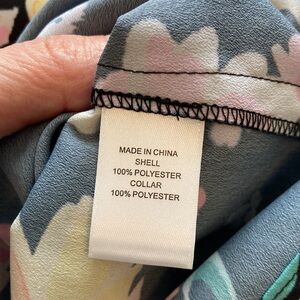 MADE IN CHINA
SHELL
100% POLYESTER
COLLAR
100% POLYESTER